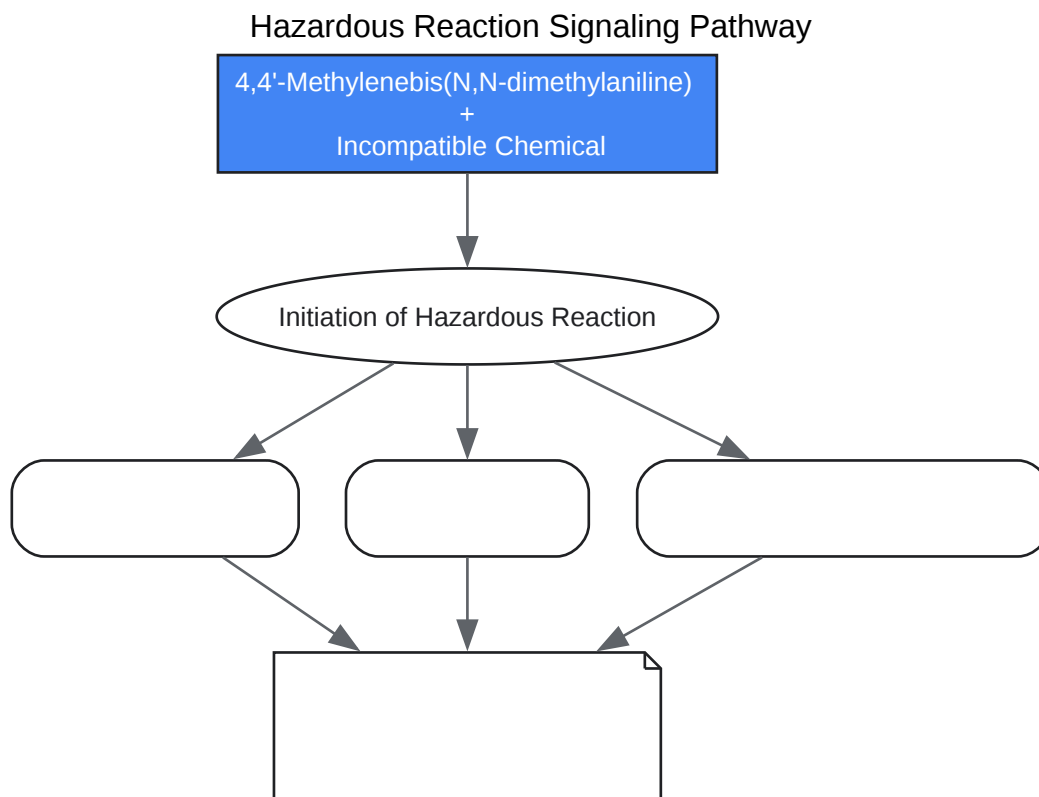 Hazardous Reaction Signaling Pathway
4,4'-Methylenebis(N,N-dimethylaniline)
+
Incompatible Chemical
Initiation of Hazardous Reaction